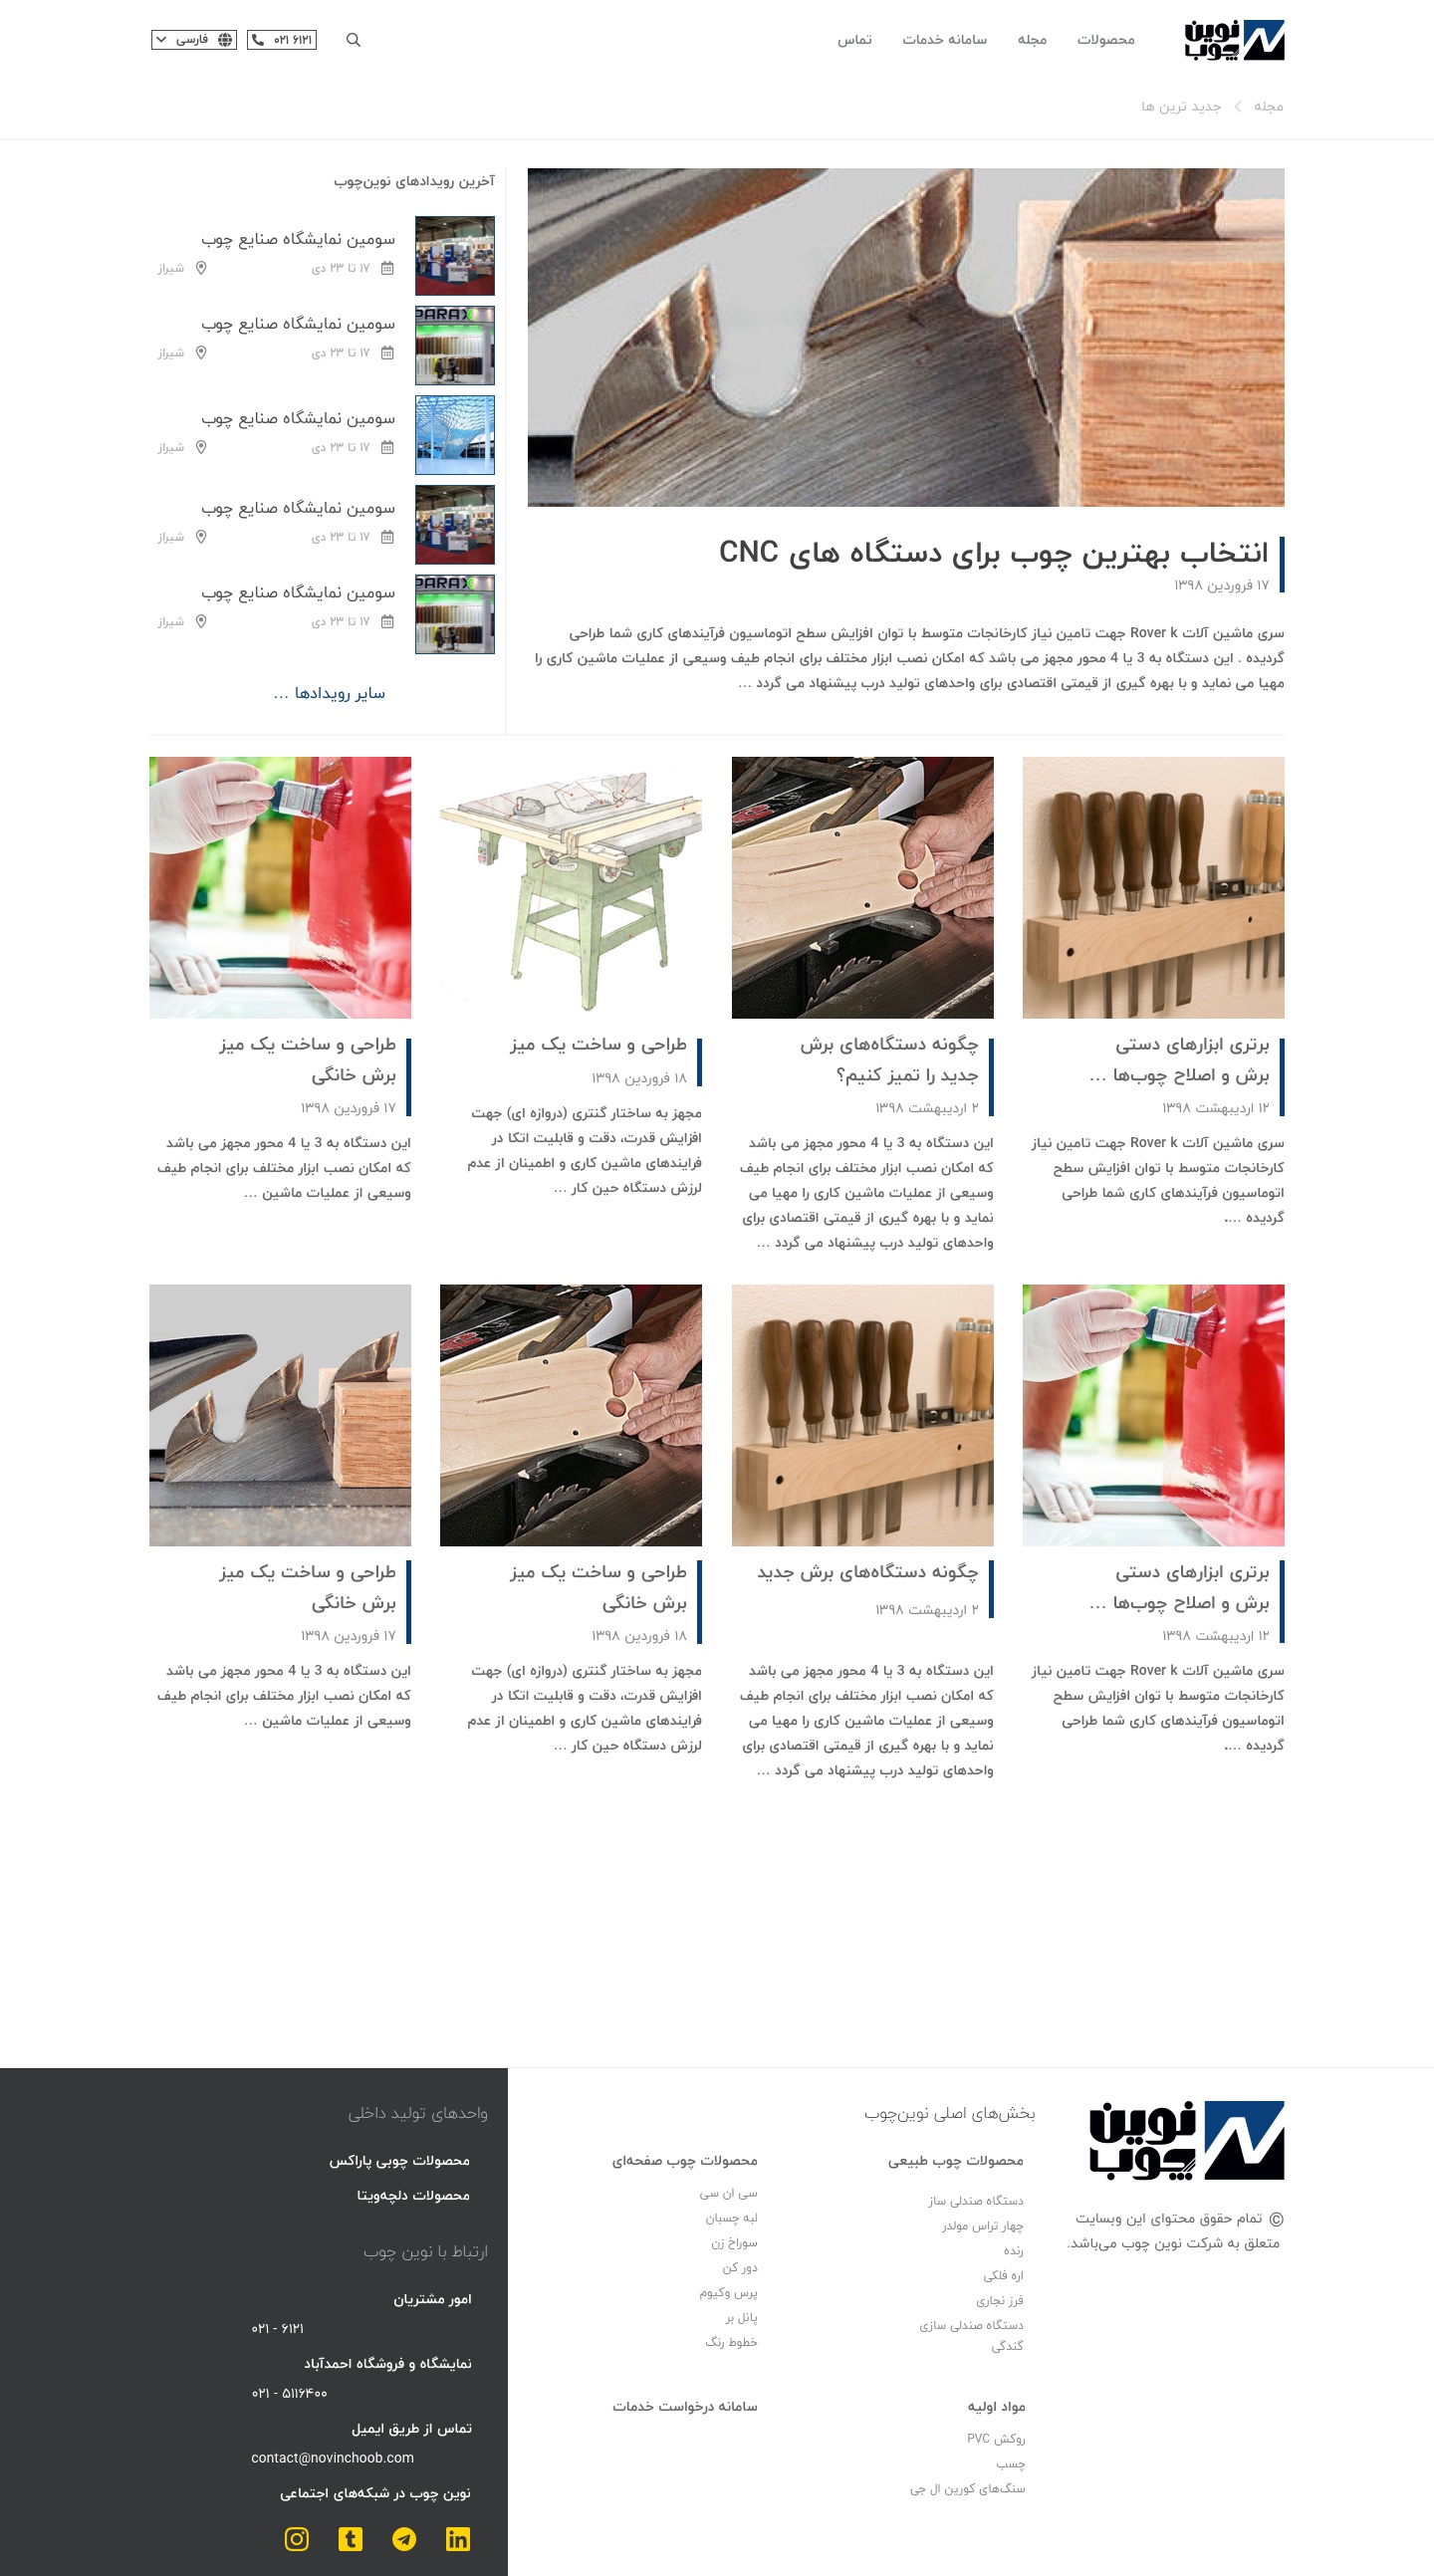 نوین
چوب
محصولات
مجله
سامانه خدمات
تماس
۰۲۱ ۶۱۲۱
فارسی
مجله
جدید ترین ها
انتخاب بهترین چوب برای دستگاه های CNC
۱۷ فروردین ۱۳۹۸
سری ماشین آلات Rover k جهت تامین نیاز کارخانجات متوسط با توان افزایش سطح اتوماسیون فرآیندهای کاری شما طراحی
گردیده . این دستگاه به 3 یا 4 محور مجهز می باشد که امکان نصب ابزار مختلف برای انجام طیف وسیعی از عملیات ماشین کاری را
مهیا می نماید و با بهره گیری از قیمتی اقتصادی برای واحدهای تولید درب پیشنهاد می گردد ...
آخرین رویدادهای نوین‌چوب
سومین نمایشگاه صنایع چوب
۱۷ تا ۲۳ دی
شیراز
PARAX
سومین نمایشگاه صنایع چوب
۱۷ تا ۲۳ دی
شیراز
سومین نمایشگاه صنایع چوب
۱۷ تا ۲۳ دی
شیراز
سومین نمایشگاه صنایع چوب
۱۷ تا ۲۳ دی
شیراز
PARAX
سومین نمایشگاه صنایع چوب
۱۷ تا ۲۳ دی
شیراز
سایر رویدادها ...
برتری ابزارهای دستی
برش و اصلاح چوب‌ها ...
۱۲ اردیبهشت ۱۳۹۸
سری ماشین آلات Rover k جهت تامین نیاز
کارخانجات متوسط با توان افزایش سطح
اتوماسیون فرآیندهای کاری شما طراحی
گردیده ....
چگونه دستگاه‌های برش
جدید را تمیز کنیم؟
۲ اردیبهشت ۱۳۹۸
این دستگاه به 3 یا 4 محور مجهز می باشد
که امکان نصب ابزار مختلف برای انجام طیف
وسیعی از عملیات ماشین کاری را مهیا می
نماید و با بهره گیری از قیمتی اقتصادی برای
واحدهای تولید درب پیشنهاد می گردد ...
طراحی و ساخت یک میز
۱۸ فروردین ۱۳۹۸
مجهز به ساختار گنتری (دروازه ای) جهت
افزایش قدرت، دقت و قابلیت اتکا در
فرایندهای ماشین کاری و اطمینان از عدم
لرزش دستگاه حین کار ...
طراحی و ساخت یک میز
برش خانگی
۱۷ فروردین ۱۳۹۸
این دستگاه به 3 یا 4 محور مجهز می باشد
که امکان نصب ابزار مختلف برای انجام طیف
وسیعی از عملیات ماشین ...
برتری ابزارهای دستی
برش و اصلاح چوب‌ها ...
۱۲ اردیبهشت ۱۳۹۸
سری ماشین آلات Rover k جهت تامین نیاز
کارخانجات متوسط با توان افزایش سطح
اتوماسیون فرآیندهای کاری شما طراحی
گردیده ....
چگونه دستگاه‌های برش جدید
۲ اردیبهشت ۱۳۹۸
این دستگاه به 3 یا 4 محور مجهز می باشد
که امکان نصب ابزار مختلف برای انجام طیف
وسیعی از عملیات ماشین کاری را مهیا می
نماید و با بهره گیری از قیمتی اقتصادی برای
واحدهای تولید درب پیشنهاد می گردد ...
طراحی و ساخت یک میز
برش خانگی
۱۸ فروردین ۱۳۹۸
مجهز به ساختار گنتری (دروازه ای) جهت
افزایش قدرت، دقت و قابلیت اتکا در
فرایندهای ماشین کاری و اطمینان از عدم
لرزش دستگاه حین کار ...
طراحی و ساخت یک میز
برش خانگی
۱۷ فروردین ۱۳۹۸
این دستگاه به 3 یا 4 محور مجهز می باشد
که امکان نصب ابزار مختلف برای انجام طیف
وسیعی از عملیات ماشین ...
نوین
چوب
© تمام حقوق محتوای این وبسایت
متعلق به شرکت نوین چوب می‌باشد.
بخش‌های اصلی نوین‌چوب
محصولات چوب طبیعی
دستگاه صندلی ساز
چهار تراس مولدر
رنده
اره فلکی
فرز نجاری
دستگاه صندلی سازی
گندگی
محصولات چوب صفحه‌ای
سی ان سی
لبه چسبان
سوراخ زن
دور کن
پرس وکیوم
پانل بر
خطوط رنگ
مواد اولیه
روکش PVC
چسب
سنگ‌های کورین ال جی
سامانه درخواست خدمات
واحدهای تولید داخلی
محصولات چوبی پاراکس
محصولات دلچه‌ویتا
ارتباط با نوین چوب
امور مشتریان
۰۲۱ - ۶۱۲۱
نمایشگاه و فروشگاه احمدآباد
۰۲۱ - ۵۱۱۶۴۰۰
تماس از طریق ایمیل
contact@novinchoob.com
نوین چوب در شبکه‌های اجتماعی